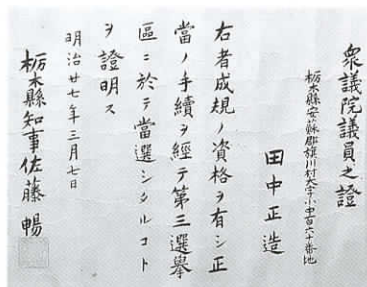 衆議院議員之證
栃木縣安蘇郡旗川村大字小中百六十番地
田中正造
右者成規ノ資格ヲ有シ正
當ノ手續ヲ經テ第三選擧
區ニ於テ當選シタルコト
ヲ證明ス
明治廿七年三月七日
栃木縣知事佐藤暢